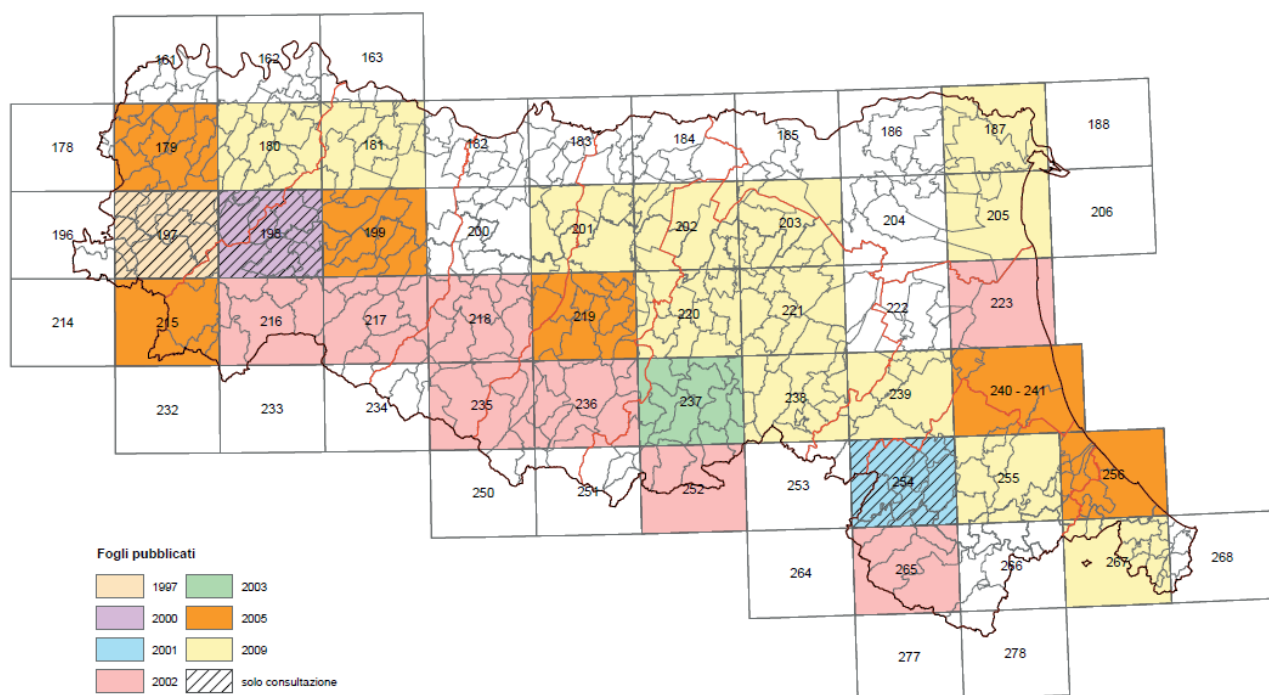 161 162 163
178 179 180 181 182 183 184 185 186 187 188
196 197 198 199 200 201 202 203 204 205 206
214 215 216 217 218 219 220 221 222 223
232 233 234 235 236 237 238 239 240 - 241
250 251 252 253 254 255 256
264 265 266 267 268
277 278
Fogli pubblicati
1997 2003
2000 2005
2001 2009
2002 solo consultazione